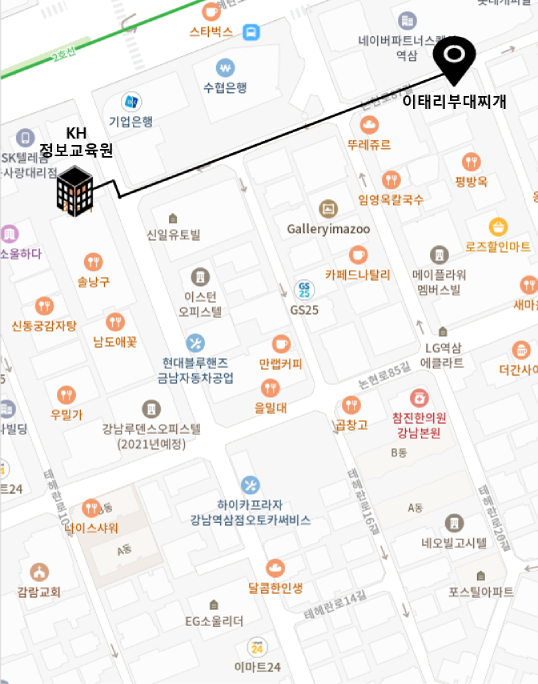 스타벅스
2호선
네이버파트너스퀘어
역삼
수협은행
기업은행
이태리부대찌개
KH
정보교육원
SK텔레콤
사랑대리점
뚜레쥬르
평방옥
임영옥칼국수
Galleryimazoo
로즈할인마트
신일유토빌
소울하다
솔낭구
이스턴
오피스텔
카페드나탈리
메이플라워
멤버스빌
GS
25
GS25
신동궁감자탕
남도애꽃
새마
LG역삼
에클라트
현대블루핸즈
금남자동차공업
만랩커피
더간사이
논현로85길
을밀대
우밀가
강남루덴스오피스텔
(2021년예정)
곱창고
참진한의원
강남본원
빌딩
B동
트24
하이카프라자
강남역삼점오토카써비스
A동
나이스샤워
A동
테헤란로16길
테헤란로20길
네오빌고시텔
감람교회
달콤한인생
포스틸아파트
테헤란로14길
EG소울리더
24
이마트24